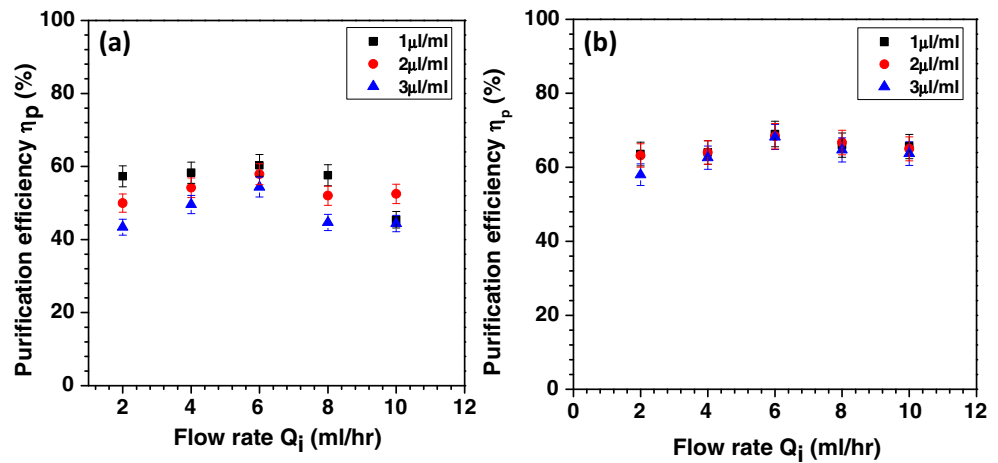 (a)
1μl/ml
2μl/ml
3μl/ml
Purification efficiency ηp (%)
100
80
60
40
20
0
2 4 6 8 10 12
Flow rate Qi (ml/hr)
(b)
1μl/ml
2μl/ml
3μl/ml
Purification efficiency ηp (%)
100
80
60
40
20
0
0 2 4 6 8 10 12
Flow rate Qi (ml/hr)